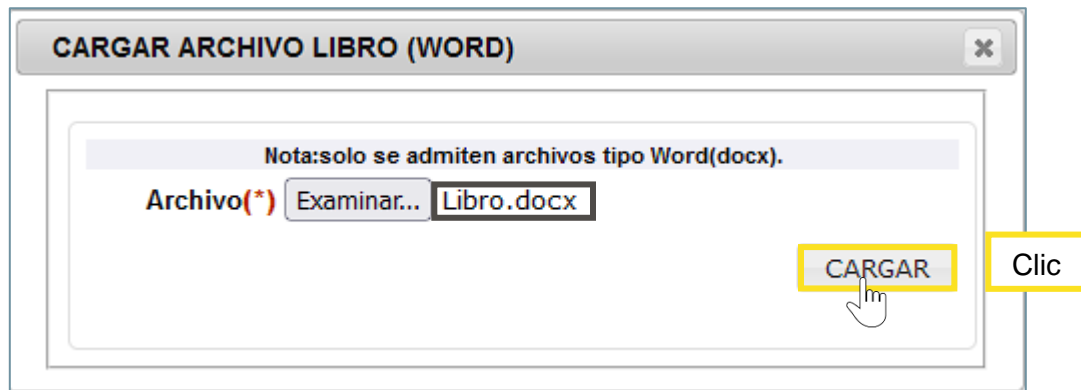 CARGAR ARCHIVO LIBRO (WORD)
Nota:solo se admiten archivos tipo Word(docx).
Archivo(*) Examinar... Libro.docx
CARGAR Clic